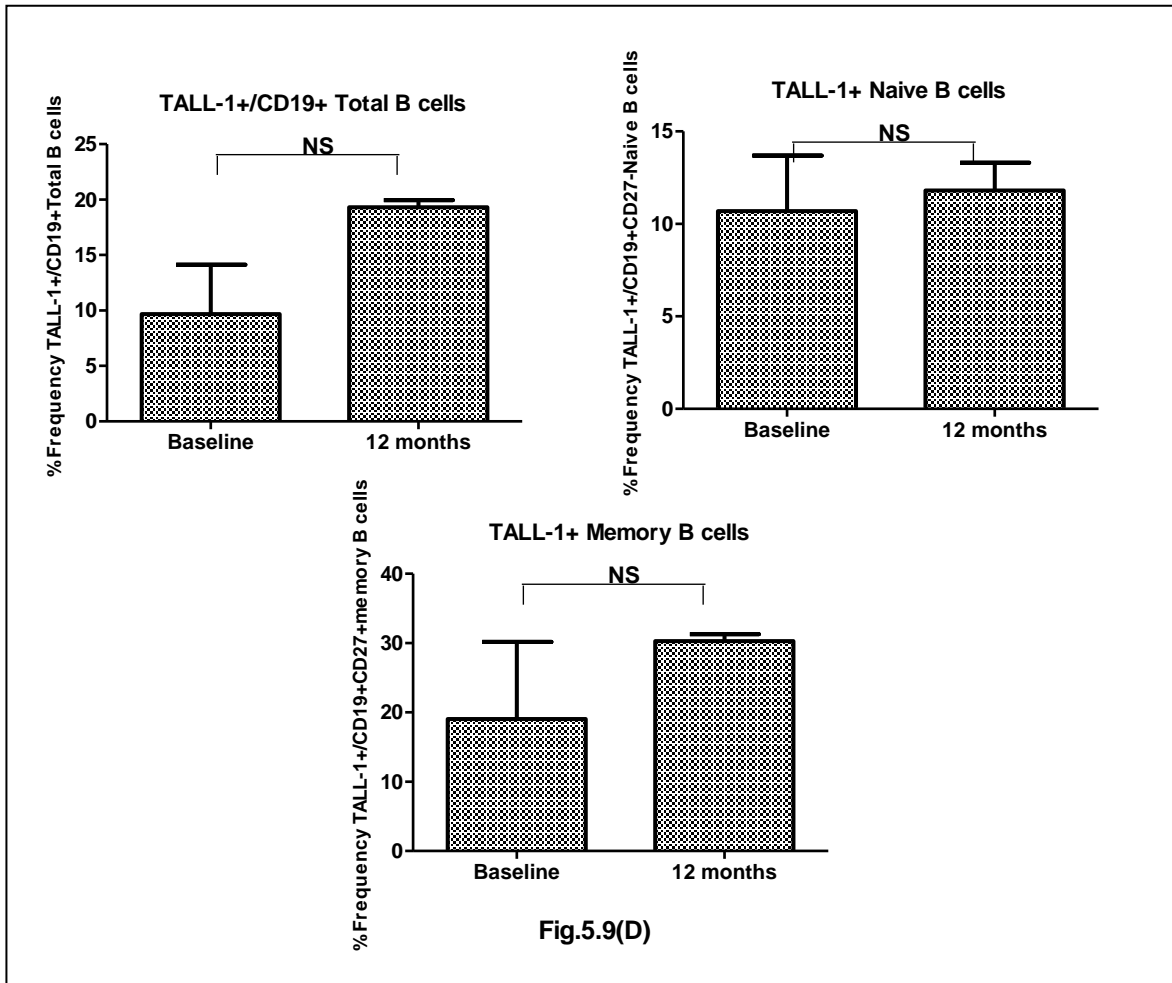 TALL-1+/CD19+ Total B cells
%Frequency TALL-1+/CD19+Total B cells
25
20
15
10
5
0
NS
Baseline
12 months
TALL-1+ Naive B cells
%Frequency TALL-1+/CD19+CD27-Naive B cells
15
10
5
0
NS
Baseline
12 months
TALL-1+ Memory B cells
%Frequency TALL-1+/CD19+CD27+memory B cells
40
30
20
10
0
NS
Baseline
12 months
Fig.5.9(D)